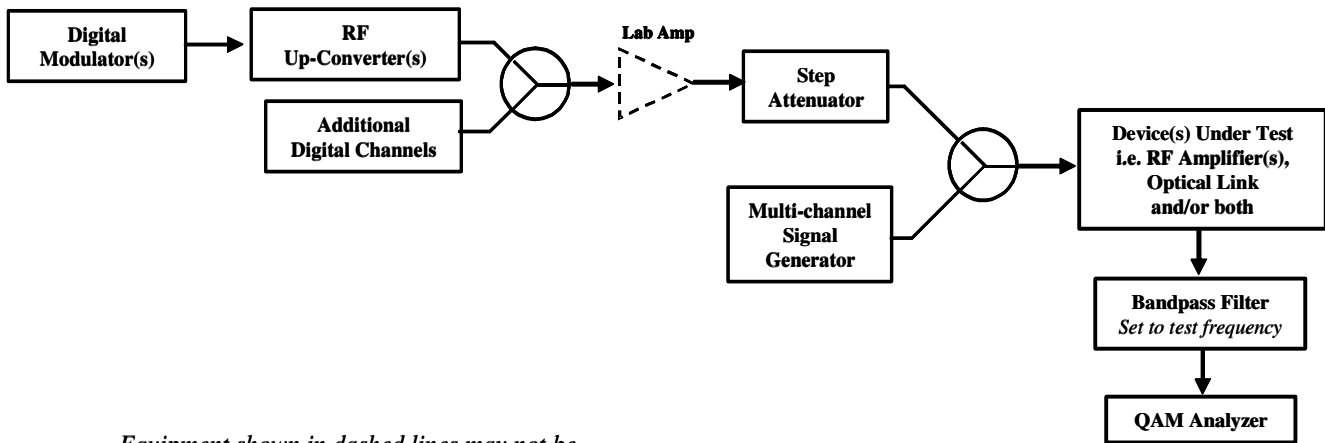 Digital
Modulator(s)
RF
Up-Converter(s)
Additional
Digital Channels
Lab Amp
Step
Attenuator
Multi-channel
Signal
Generator
Device(s) Under Test
i.e. RF Amplifier(s),
Optical Link
and/or both
Bandpass Filter
Set to test frequency
QAM Analyzer
Equipment shown in dashed lines may not be